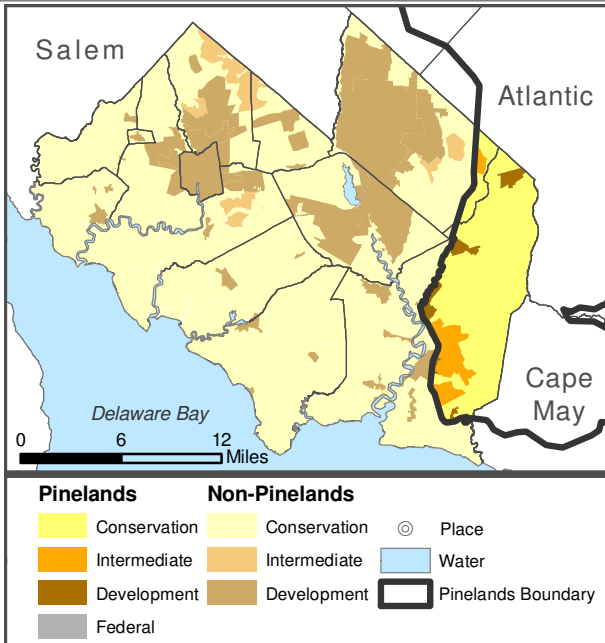 Salem
Atlantic
Cape
May
Delaware Bay
0 6 12
Miles
Pinelands Non-Pinelands
Conservation Conservation Place
Intermediate Intermediate Water
Development Development Pinelands Boundary
Federal